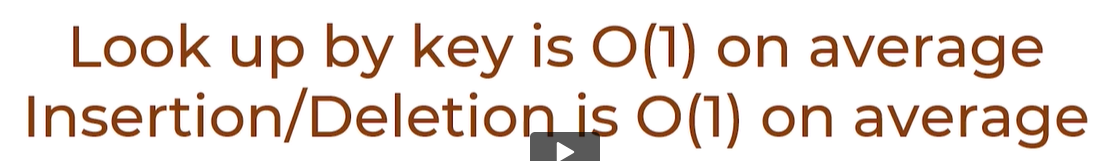 Look up by key is O(1) on average
Insertion/Deletion is O(1) on average